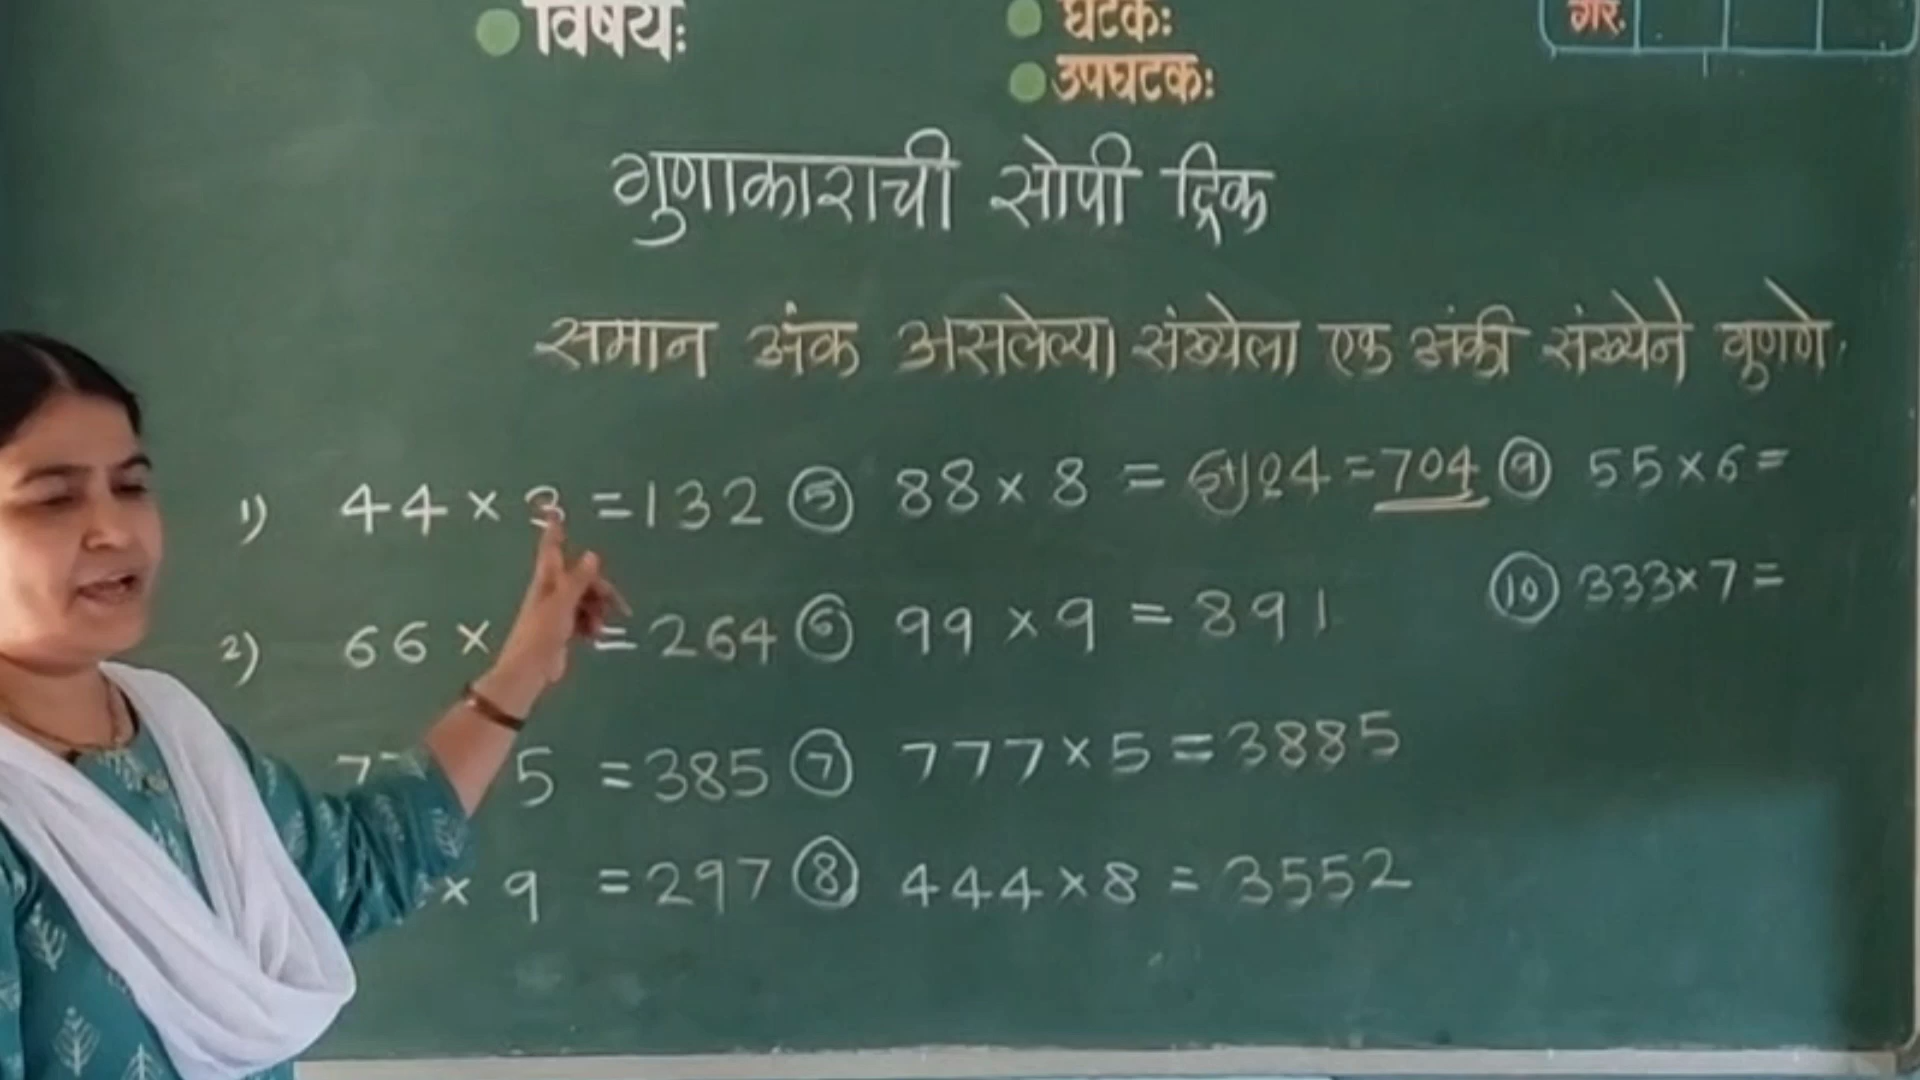 विषय:
घटक:
उपघटक:
गैर.
गुणाकाराची सोपी ट्रिक
समान अंक असलेल्या संख्येला एक अंकी संख्येने गुणणे.
1) 44 × 3 = 132
2) 66 × = 264
7 5 = 385
× 9 = 297
⑤ 88 × 8 = = 704
⑥ 99 × 9 = 891
⑦ 777 × 5 = 3885
⑧ 444 × 8 = 3552
⑨ 55 × 6 =
⑩ 333 × 7 =